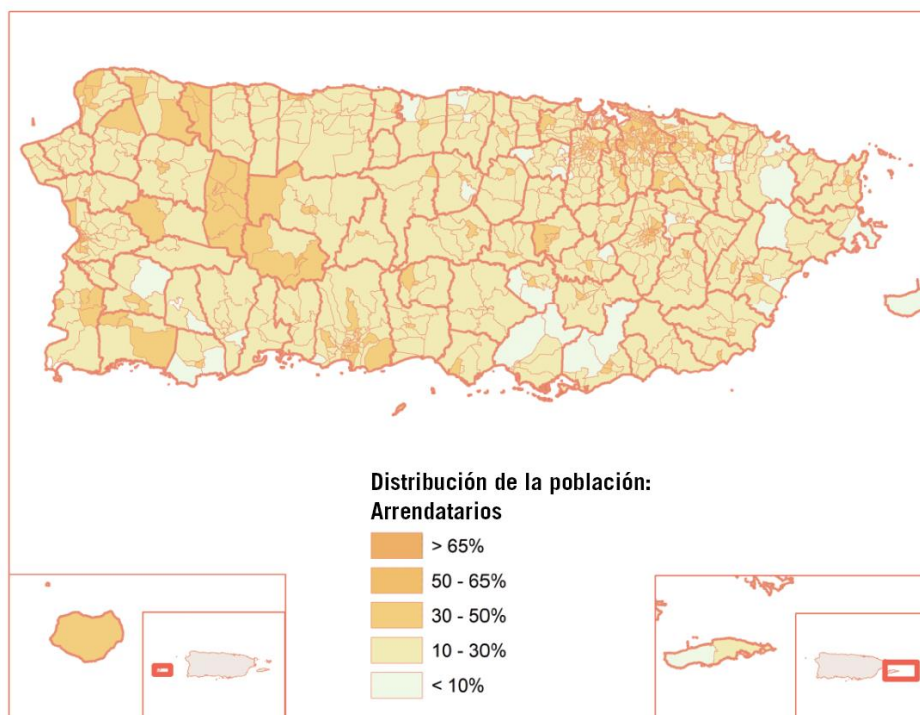 Distribución de la población:
Arrendatarios
> 65%
50 - 65%
30 - 50%
10 - 30%
< 10%